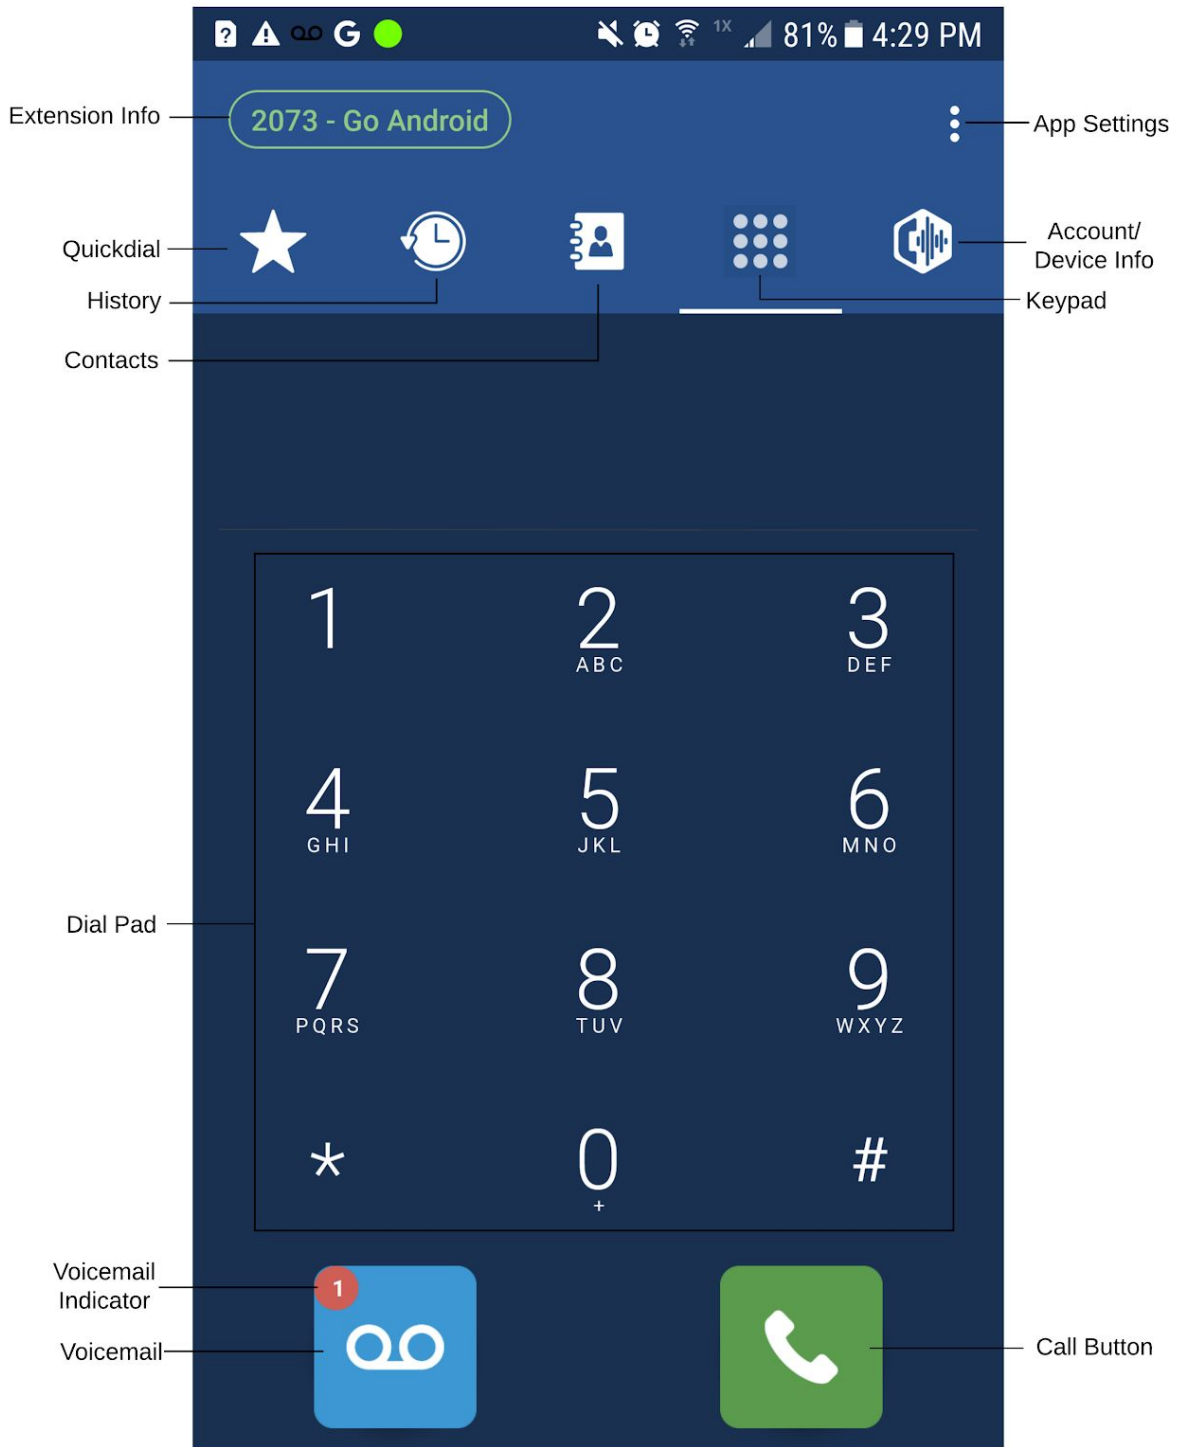 1X 81% 4:29 PM
Extension Info
2073 - Go Android
App Settings
Quickdial
Account/
Device Info
History
Keypad
Contacts
1 2 3
ABC DEF
4 5 6
GHI JKL MNO
Dial Pad
7 8 9
PQRS TUV WXYZ
* 0 #
+
Voicemail
Indicator
1
Voicemail
Call Button